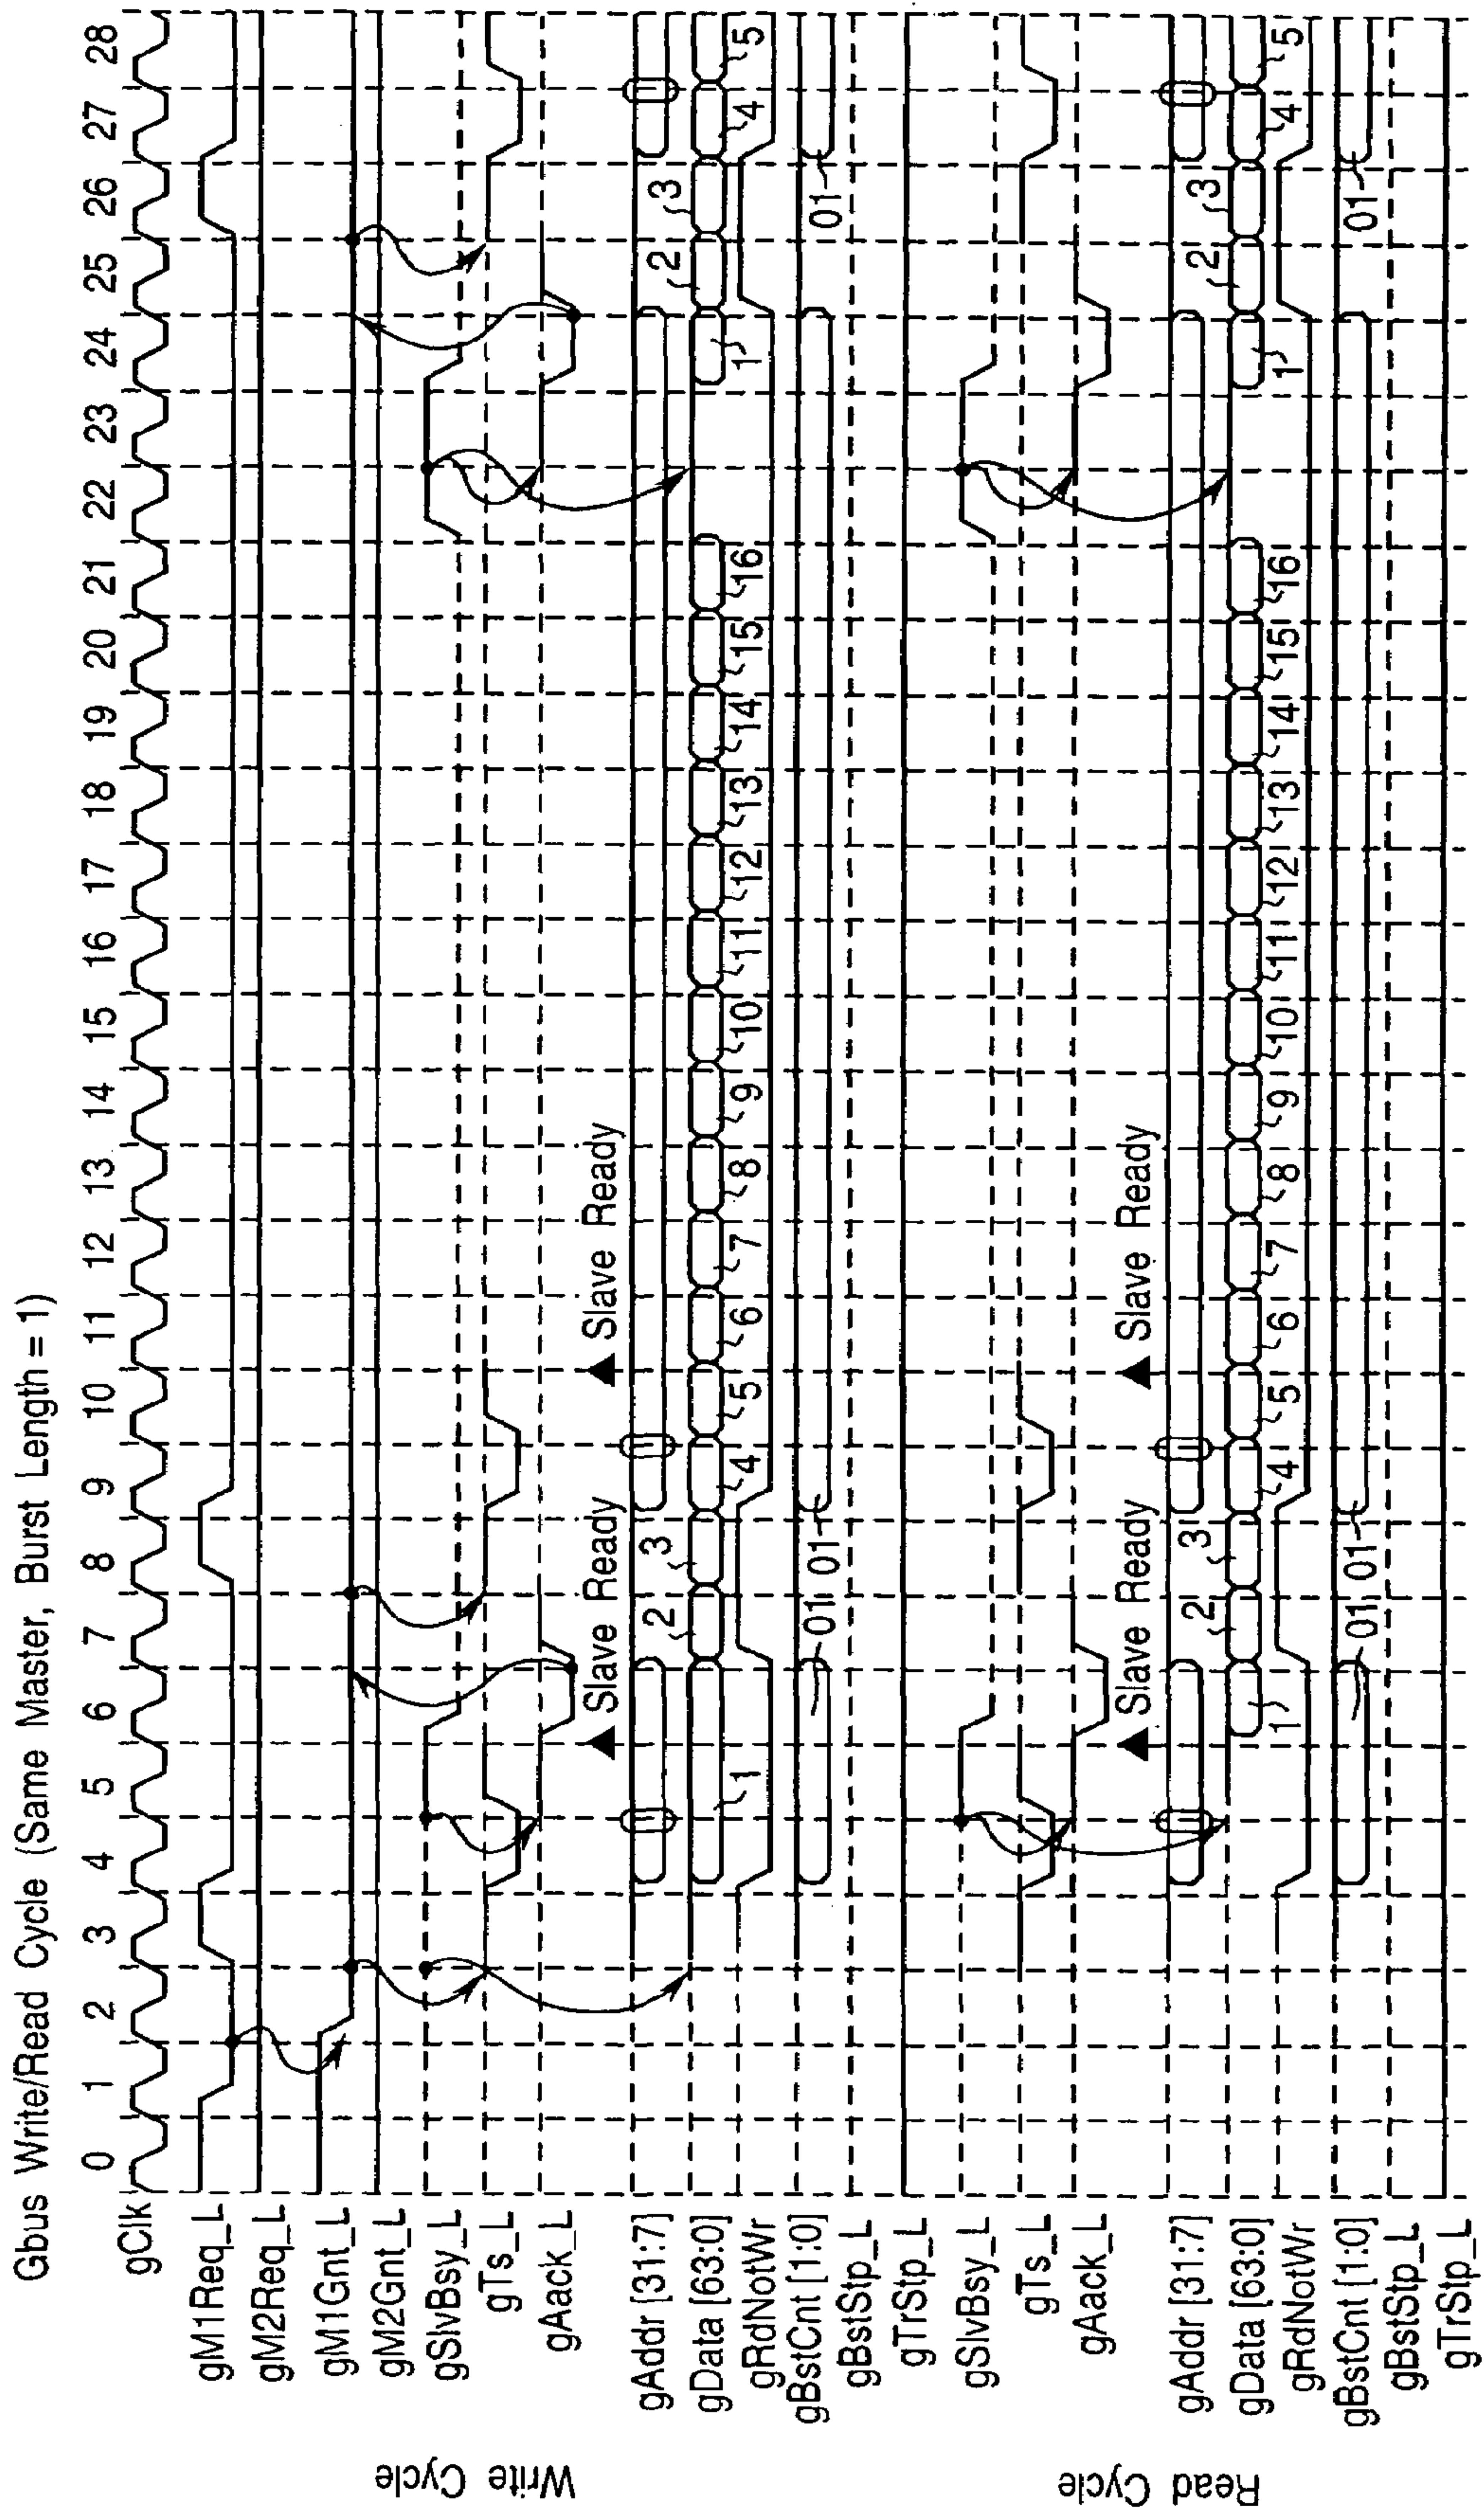 Gbus Write/Read Cycle (Same Master, Burst Length = 1)
0 1 2 3 4 5 6 7 8 9 10 11 12 13 14 15 16 17 18 19 20 21 22 23 24 25 26 27 28
gClk
Write Cycle
gM1Req_L
gM2Req_L
gM1Gnt_L
gM2Gnt_L
gSlvBsy_L
gTs_L
gAack_L
Slave Ready Slave Ready
gAddr [31:7]
2 3 2 3
gData [63:0]
1 4 5 6 7 8 9 10 11 12 13 14 15 16 1 4 5
gRdNotWr
gBstCnt [1:0]
01 01 01
gBstStp_L
gTrStp_L
Read Cycle
gSlvBsy_L
gTs_L
gAack_L
Slave Ready Slave Ready
gAddr [31:7]
2 3 2 3
gData [63:0]
1 4 5 6 7 8 9 10 11 12 13 14 15 16 1 4 5
gRdNotWr
gBstCnt [1:0]
01 01 01
gBstStp_L
gTrStp_L